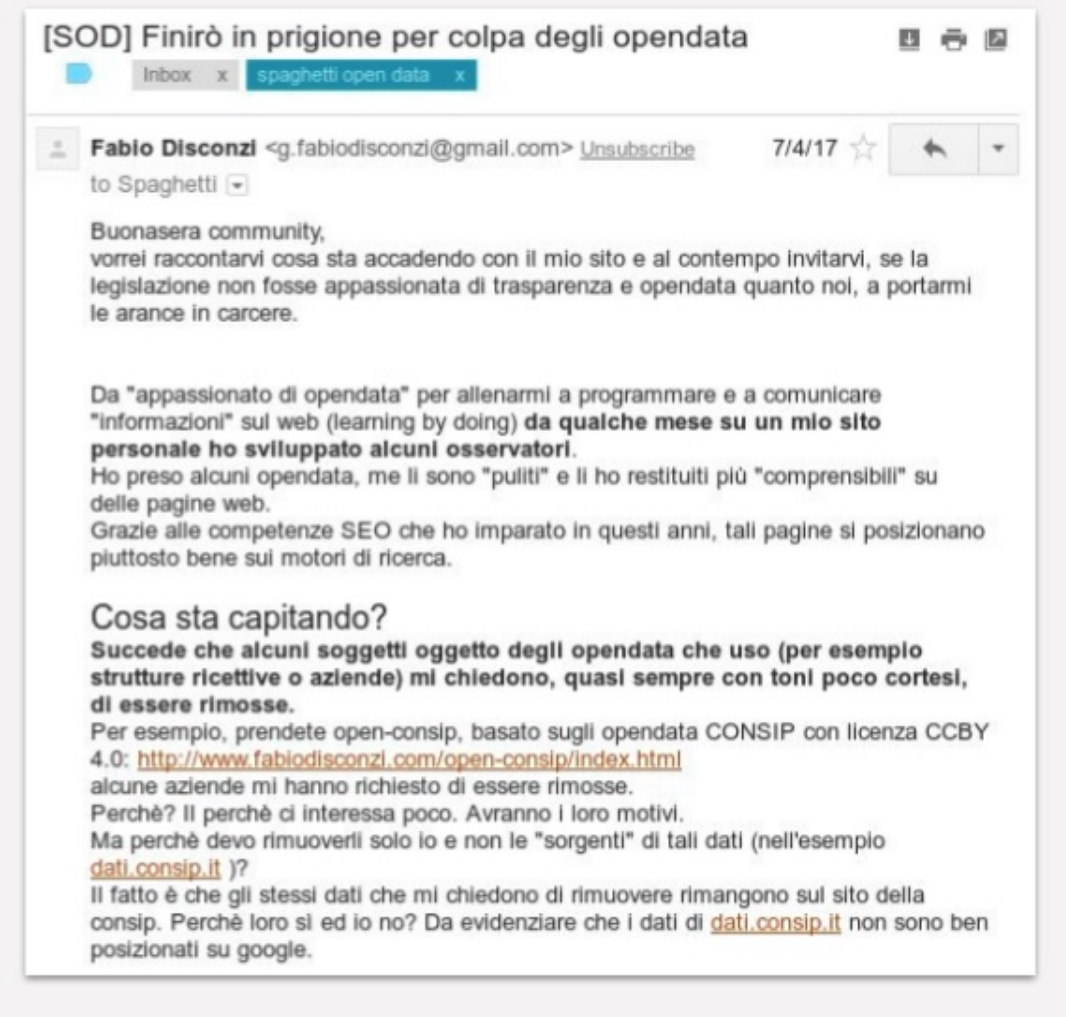 [SOD] Finirò in prigione per colpa degli opendata
Inbox x spaghetti open data x
Fabio Disconzi <g.fabiodisconzi@gmail.com> Unsubscribe 7/4/17
to Spaghetti
Buonasera community,
vorrei raccontarvi cosa sta accadendo con il mio sito e al contempo invitarvi, se la
legislazione non fosse appassionata di trasparenza e opendata quanto noi, a portarmi
le arance in carcere.
Da "appassionato di opendata" per allenarmi a programmare e a comunicare
"informazioni" sul web (learning by doing) da qualche mese su un mio sito
personale ho sviluppato alcuni osservatori.
Ho preso alcuni opendata, me li sono "puliti" e li ho restituiti più "comprensibili" su
delle pagine web.
Grazie alle competenze SEO che ho imparato in questi anni, tali pagine si posizionano
piuttosto bene sui motori di ricerca.
Cosa sta capitando?
Succede che alcuni soggetti oggetto degli opendata che uso (per esempio
strutture ricettive o aziende) mi chiedono, quasi sempre con toni poco cortesi,
di essere rimosse.
Per esempio, prendete open-consip, basato sugli opendata CONSIP con licenza CCBY
4.0: http://www.fabiodisconzi.com/open-consip/index.html
alcune aziende mi hanno richiesto di essere rimosse.
Perchè? Il perchè ci interessa poco. Avranno i loro motivi.
Ma perchè devo rimuoverli solo io e non le "sorgenti" di tali dati (nell'esempio
dati.consip.it )?
Il fatto è che gli stessi dati che mi chiedono di rimuovere rimangono sul sito della
consip. Perchè loro sì ed io no? Da evidenziare che i dati di dati.consip.it non sono ben
posizionati su google.